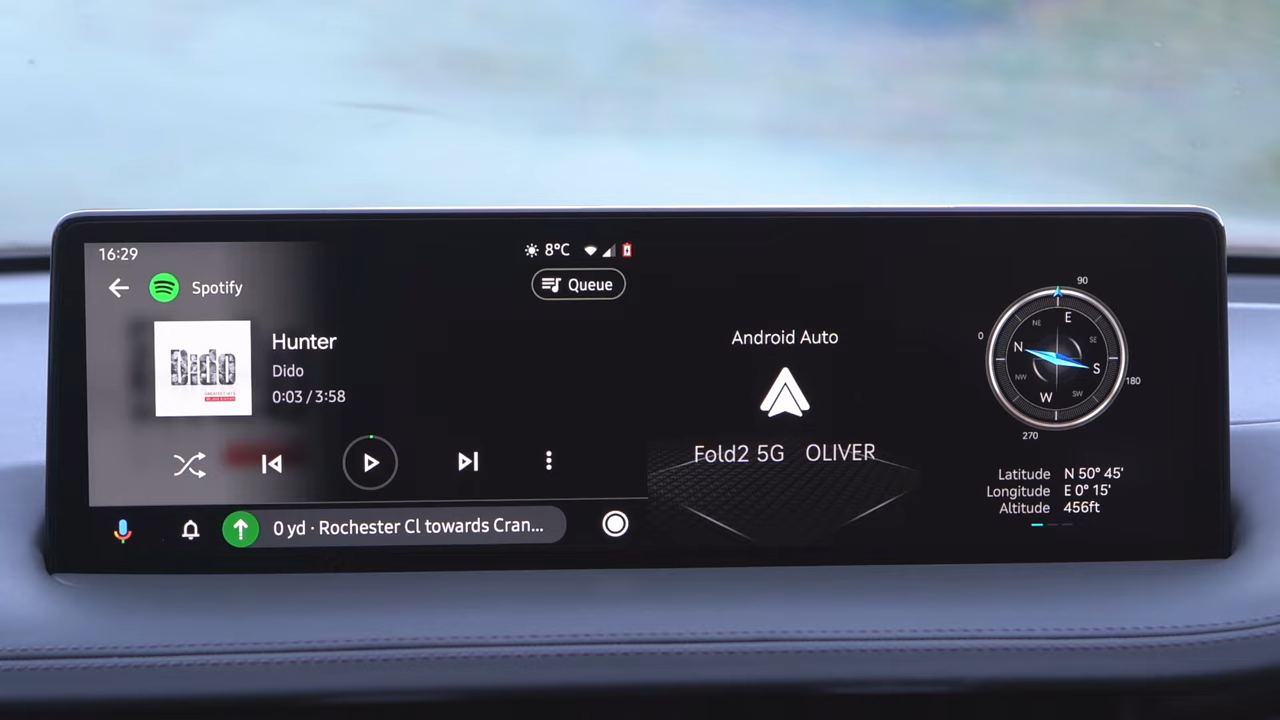 16:29
8°C
Spotify
Queue
Dido
Hunter
Dido
0:03 / 3:58
0 yd · Rochester Cl towards Cran...
Android Auto
Fold2 5G OLIVER
90
0
180
270
E
NE
SE
N
S
NW
SW
W
Latitude N 50° 45'
Longitude E 0° 15'
Altitude 456ft